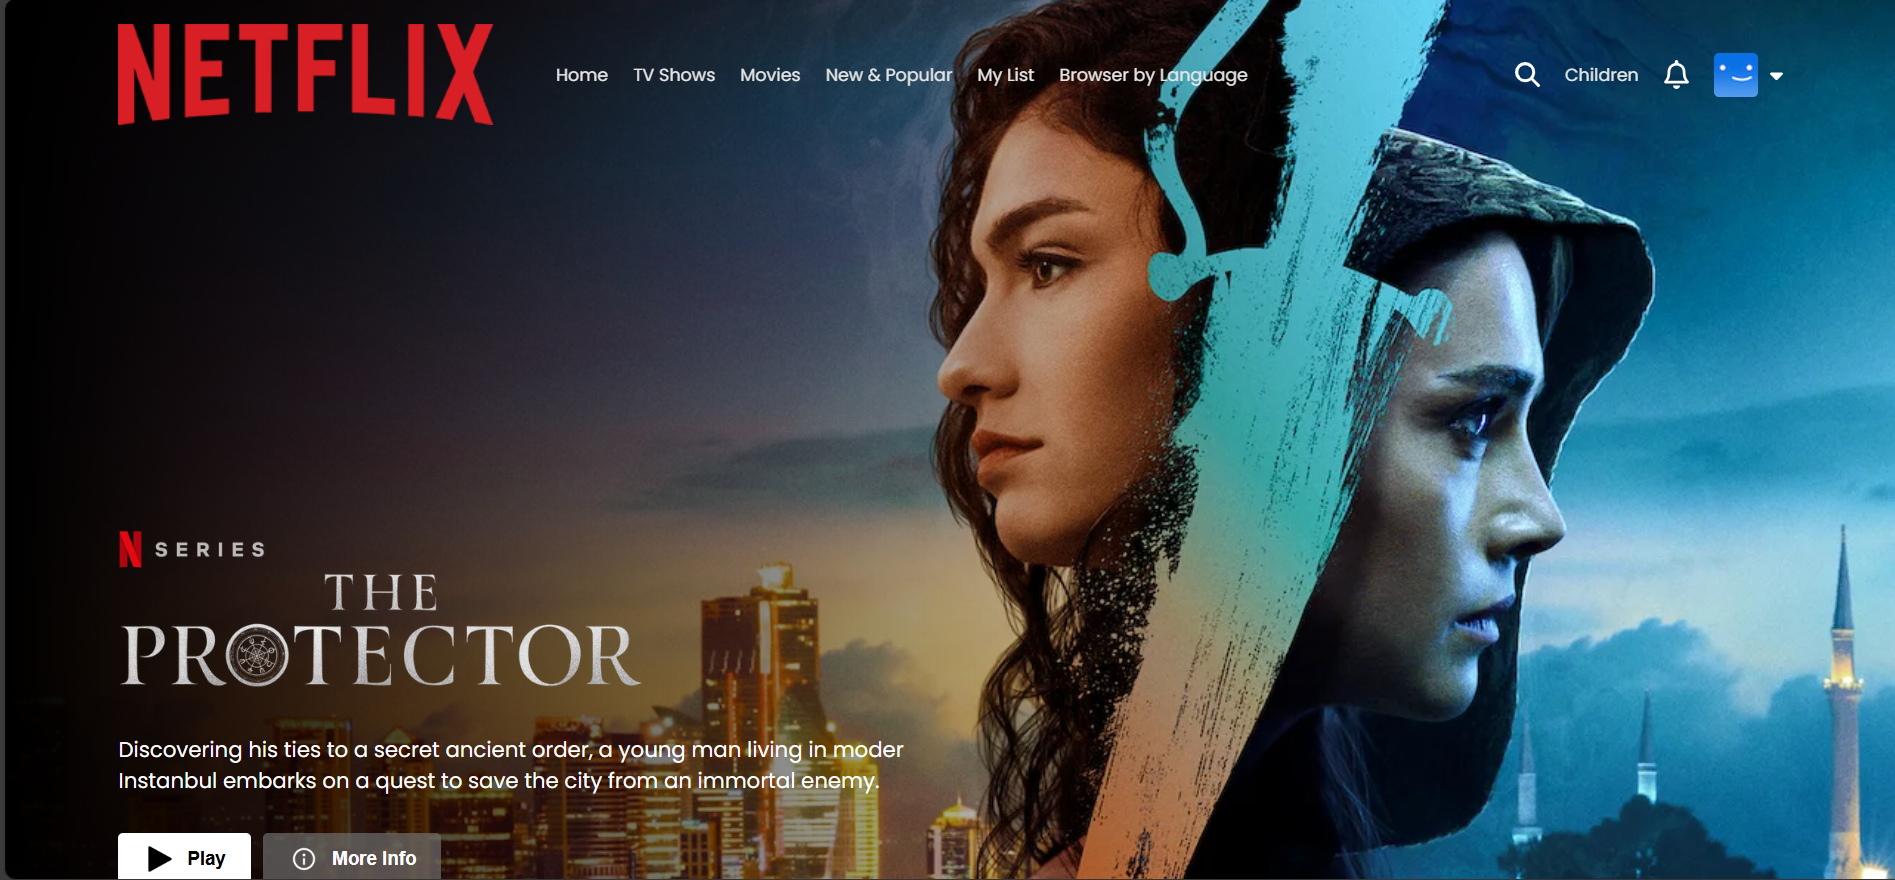 NETFLIX
Home TV Shows Movies New & Popular My List Browser by Language Children
N SERIES
THE
PROTECTOR
Discovering his ties to a secret ancient order, a young man living in moder
Instanbul embarks on a quest to save the city from an immortal enemy.
Play More Info